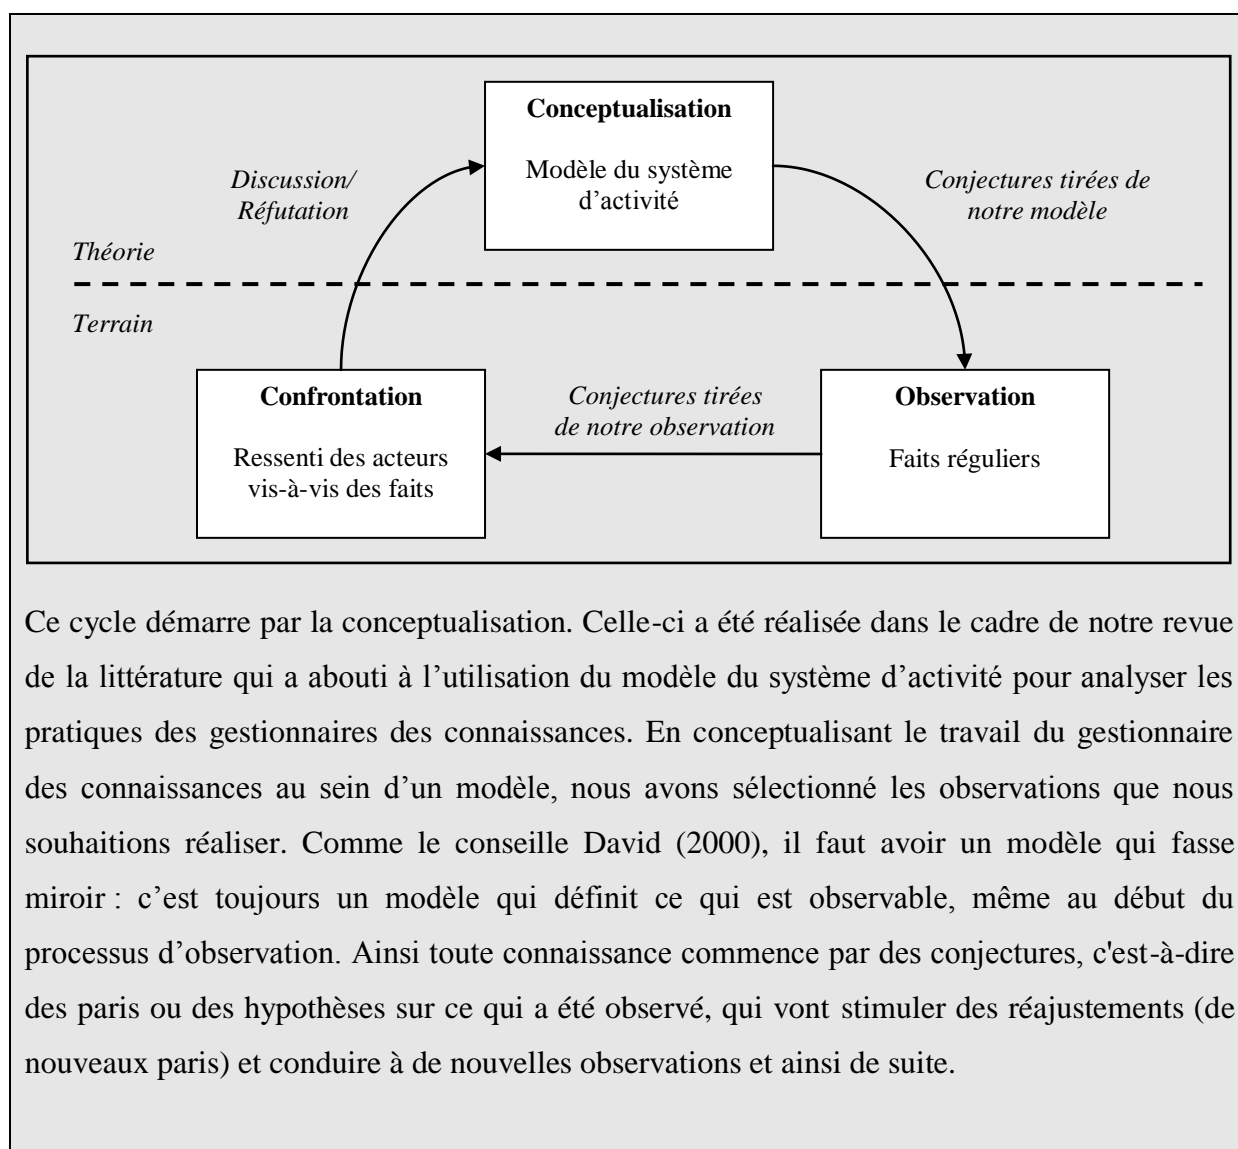 Conceptualisation
Modèle du système
d’activité
Discussion/
Réfutation
Conjectures tirées de
notre modèle
Théorie
Terrain
Confrontation
Ressenti des acteurs
vis-à-vis des faits
Conjectures tirées
de notre observation
Observation
Faits réguliers
Ce cycle démarre par la conceptualisation. Celle-ci a été réalisée dans le cadre de notre revue
de la littérature qui a abouti à l’utilisation du modèle du système d’activité pour analyser les
pratiques des gestionnaires des connaissances. En conceptualisant le travail du gestionnaire
des connaissances au sein d’un modèle, nous avons sélectionné les observations que nous
souhaitions réaliser. Comme le conseille David (2000), il faut avoir un modèle qui fasse
miroir : c’est toujours un modèle qui définit ce qui est observable, même au début du
processus d’observation. Ainsi toute connaissance commence par des conjectures, c'est-à-dire
des paris ou des hypothèses sur ce qui a été observé, qui vont stimuler des réajustements (de
nouveaux paris) et conduire à de nouvelles observations et ainsi de suite.